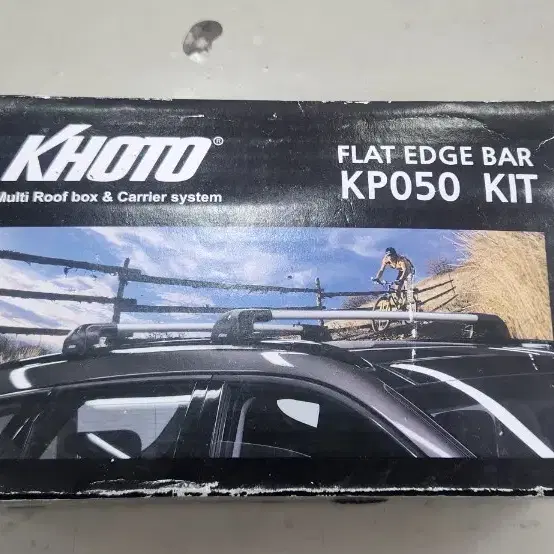 KHOTO®
Multi Roof box & Carrier system
FLAT EDGE BAR
KP050 KIT